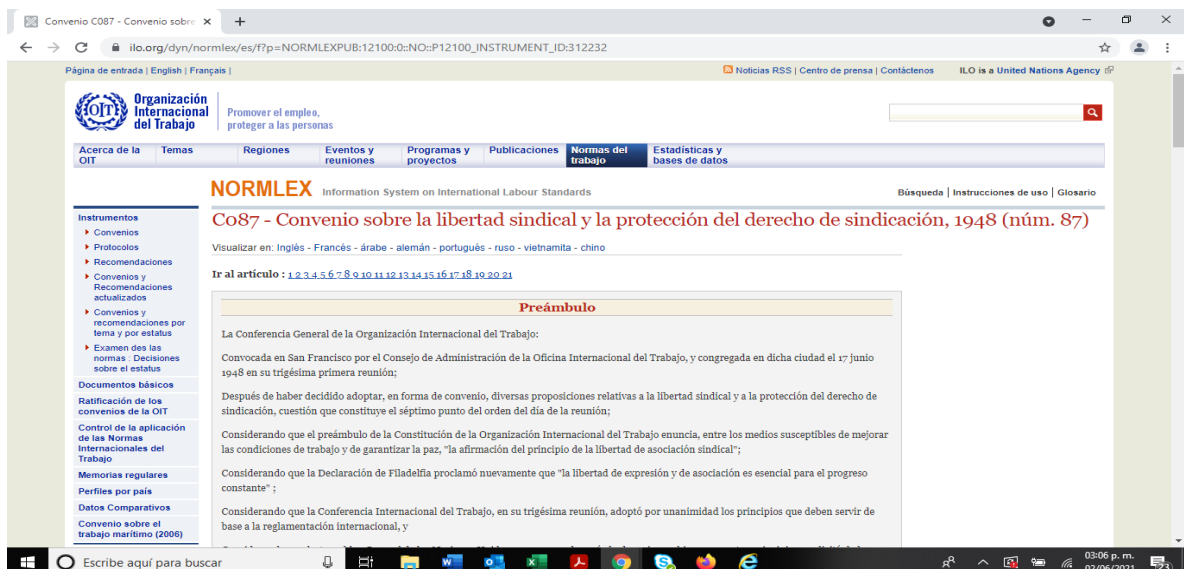 Convenio C087 - Convenio sobre
ilo.org/dyn/normlex/es/f?p=NORMLEXPUB:12100:0::NO::P12100_INSTRUMENT_ID:312232
Página de entrada | English | Français |
Noticias RSS | Centro de prensa | Contáctenos
ILO is a United Nations Agency
OIT
Organización
Internacional
del Trabajo
Promover el empleo,
proteger a las personas
Acerca de la OIT
Temas
Regiones
Eventos y reuniones
Programas y proyectos
Publicaciones
Normas del trabajo
Estadísticas y bases de datos
NORMLEX Information System on International Labour Standards
Búsqueda | Instrucciones de uso | Glosario
Instrumentos
Convenios
Protocolos
Recomendaciones
Convenios y
Recomendaciones
actualizados
Convenios y
recomendaciones por
tema y por estatus
Examen des las
normas : Decisiones
sobre el estatus
Documentos básicos
Ratificación de los
convenios de la OIT
Control de la aplicación
de las Normas
Internacionales del
Trabajo
Memorias regulares
Perfiles por país
Datos Comparativos
Convenio sobre el
trabajo marítimo (2006)
C087 - Convenio sobre la libertad sindical y la protección del derecho de sindicación, 1948 (núm. 87)
Visualizar en: Inglés - Francés - árabe - alemán - portugués - ruso - vietnamita - chino
Ir al artículo : 1 2 3 4 5 6 7 8 9 10 11 12 13 14 15 16 17 18 19 20 21
Preámbulo
La Conferencia General de la Organización Internacional del Trabajo:
Convocada en San Francisco por el Consejo de Administración de la Oficina Internacional del Trabajo, y congregada en dicha ciudad el 17 junio
1948 en su trigésima primera reunión;
Después de haber decidido adoptar, en forma de convenio, diversas proposiciones relativas a la libertad sindical y a la protección del derecho de
sindicación, cuestión que constituye el séptimo punto del orden del día de la reunión;
Considerando que el preámbulo de la Constitución de la Organización Internacional del Trabajo enuncia, entre los medios susceptibles de mejorar
las condiciones de trabajo y de garantizar la paz, "la afirmación del principio de la libertad de asociación sindical";
Considerando que la Declaración de Filadelfia proclamó nuevamente que "la libertad de expresión y de asociación es esencial para el progreso
constante" ;
Considerando que la Conferencia Internacional del Trabajo, en su trigésima reunión, adoptó por unanimidad los principios que deben servir de
base a la reglamentación internacional, y
Escribe aquí para buscar
03:06 p. m.
02/06/2021